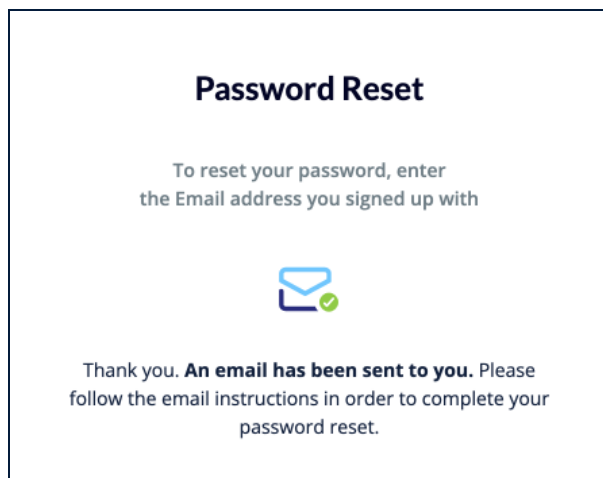 Password Reset
To reset your password, enter
the Email address you signed up with
Thank you. An email has been sent to you. Please
follow the email instructions in order to complete your
password reset.